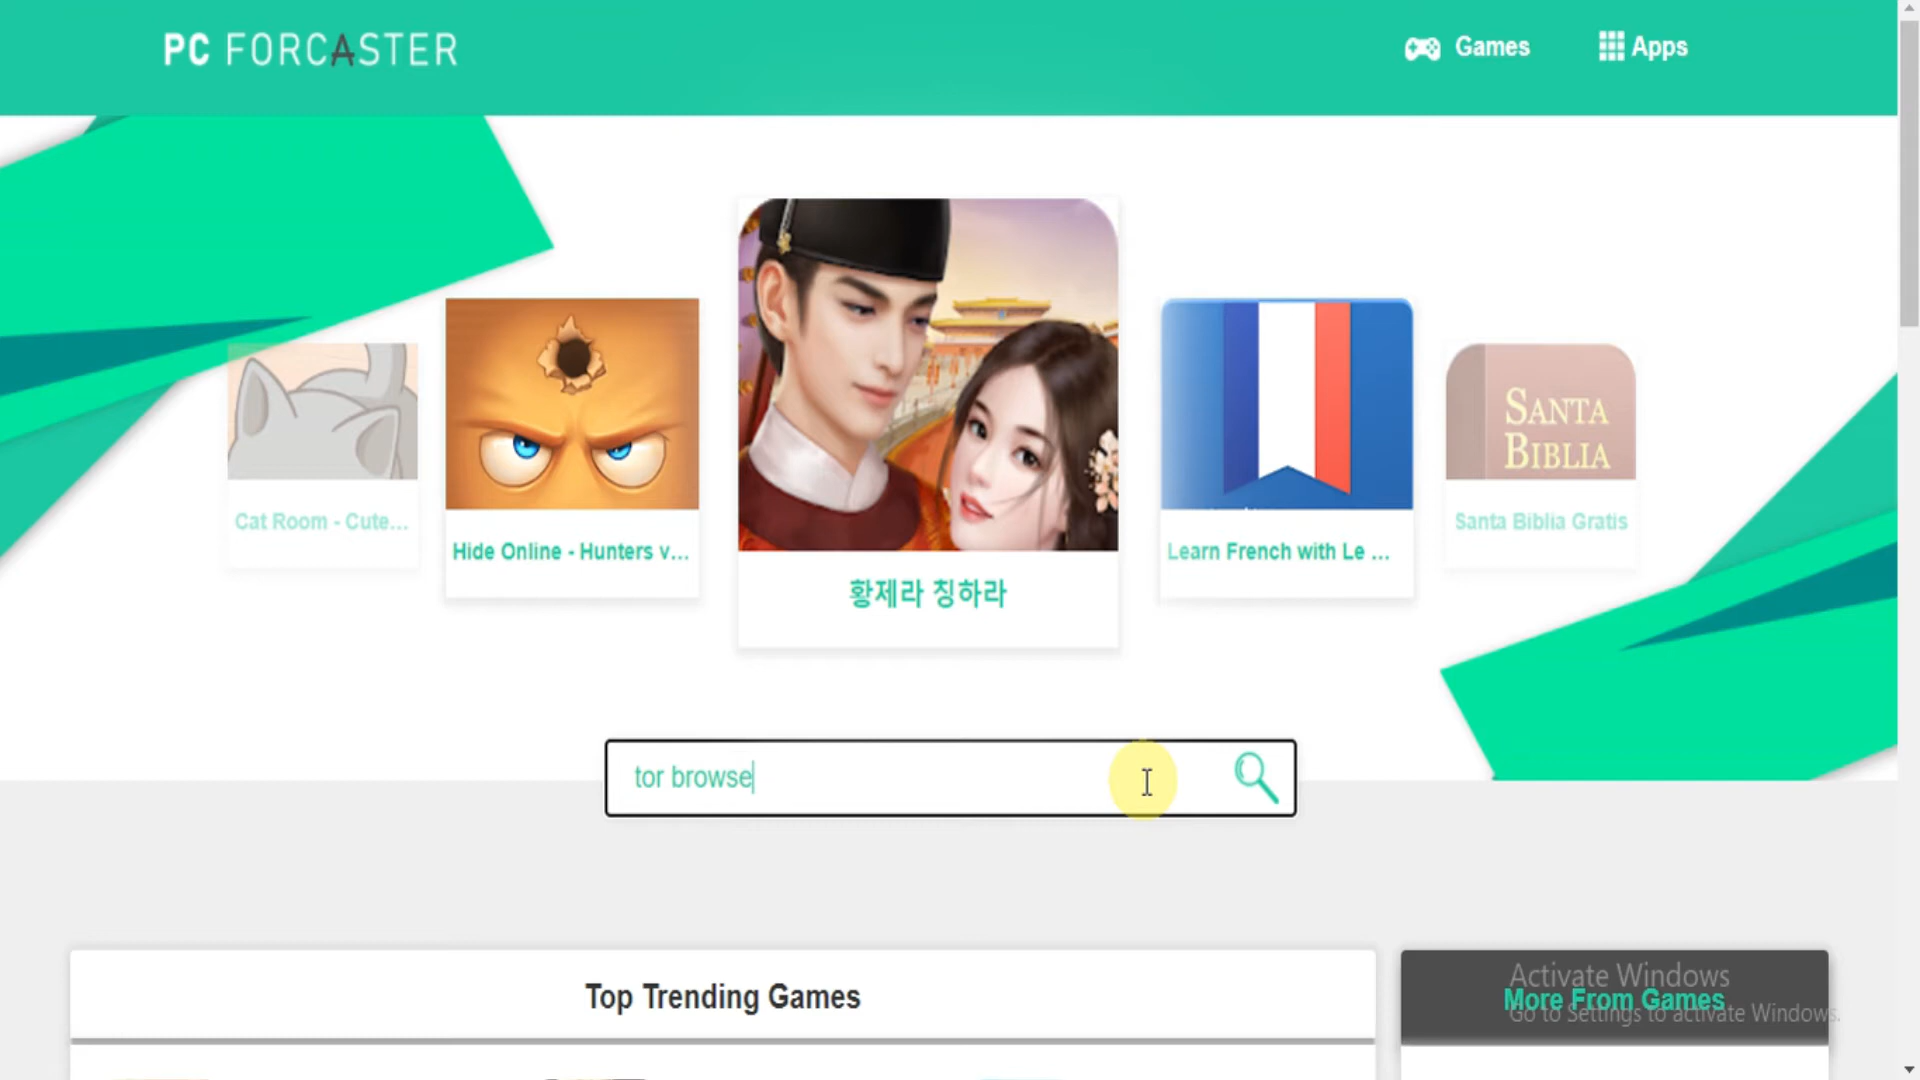 PC FORCASTER
Games
Apps
SANTA
BIBLIA
Cat Room - Cute...
Hide Online - Hunters v...
황제라 칭하라
Learn French with Le ...
Santa Biblia Gratis
tor browse
Top Trending Games
More From Games
Activate Windows
Go to Settings to activate Windows.